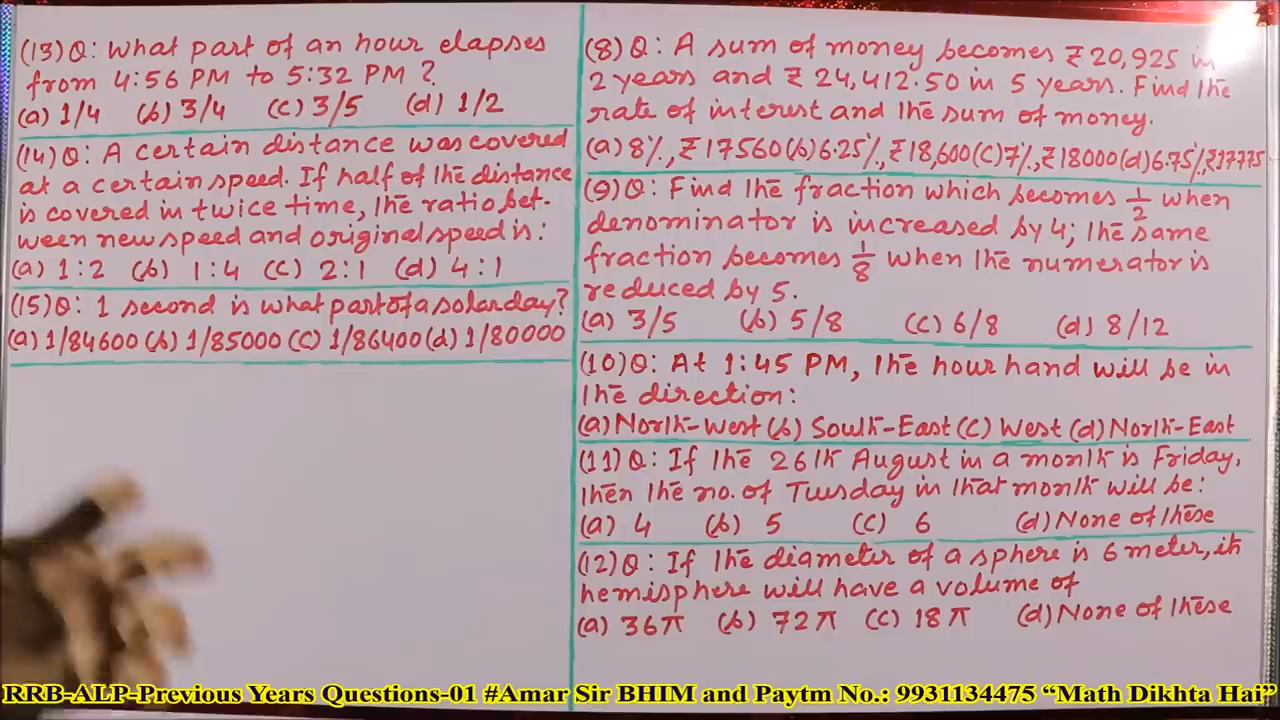 (13) Q: What part of an hour elapses
from 4:56 PM to 5:32 PM ?
(a) 1/4 (b) 3/4 (c) 3/5 (d) 1/2
(14) Q: A certain distance was covered
at a certain speed. If half of the distance
is covered in twice time, the ratio bet-
ween new speed and original speed is:
(a) 1:2 (b) 1:4 (c) 2:1 (d) 4:1
(15) Q: 1 second is what part of a solar day?
(a) 1/84600 (b) 1/85000 (c) 1/86400 (d) 1/80000
(8) Q: A sum of money becomes ₹20,925 in
2 years and ₹24,412.50 in 5 years. Find the
rate of interest and the sum of money.
(a) 8%, ₹17560 (b) 6.25%, ₹18,600 (c) 7%, ₹18000 (d) 6.75%, ₹17775
(9) Q: Find the fraction which becomes 1/2 when
denominator is increased by 4; the same
fraction becomes 1/8 when the numerator is
reduced by 5.
(a) 3/5 (b) 5/8 (c) 6/8 (d) 8/12
(10) Q: At 1:45 PM, the hour hand will be in
the direction:
(a) North-West (b) South-East (c) West (d) North-East
(11) Q: If the 26th August in a month is Friday,
then the no. of Tuesday in that month will be:
(a) 4 (b) 5 (c) 6 (d) None of these
(12) Q: If the diameter of a sphere is 6 meter, its
hemisphere will have a volume of
(a) 36π (b) 72π (c) 18π (d) None of these
RRB-ALP-Previous Years Questions-01 #Amar Sir BHIM and Paytm No.: 9931134475 “Math Dikhta Hai”